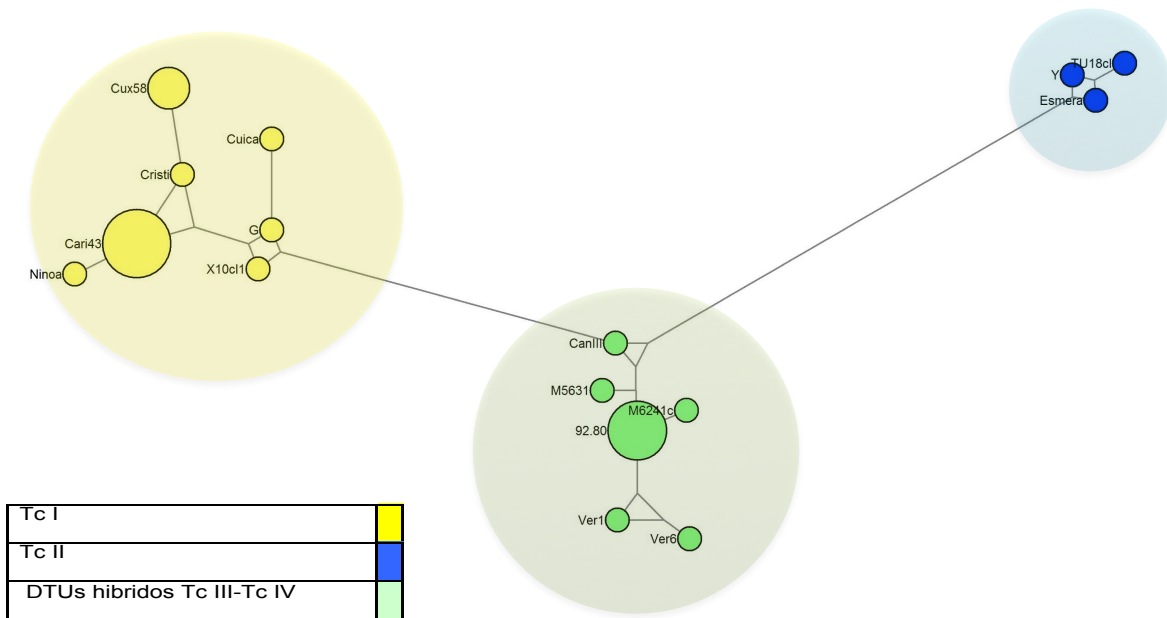 TU18cl
Y
Esmera
Cux58
Cuica
Cristi
G
Cari43
X10cl1
Ninoa
CanIII
M5631
M6241c
92.80
Ver1
Ver6
Tc I
Tc II
DTUs hibridos Tc III-Tc IV